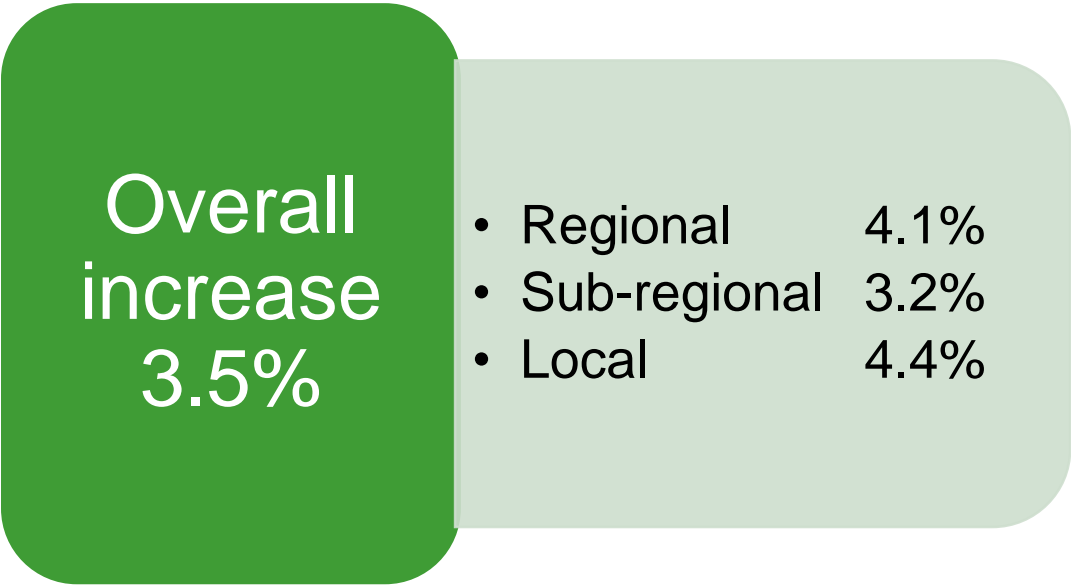 Overall
increase
3.5%
• Regional 4.1%
• Sub-regional 3.2%
• Local 4.4%